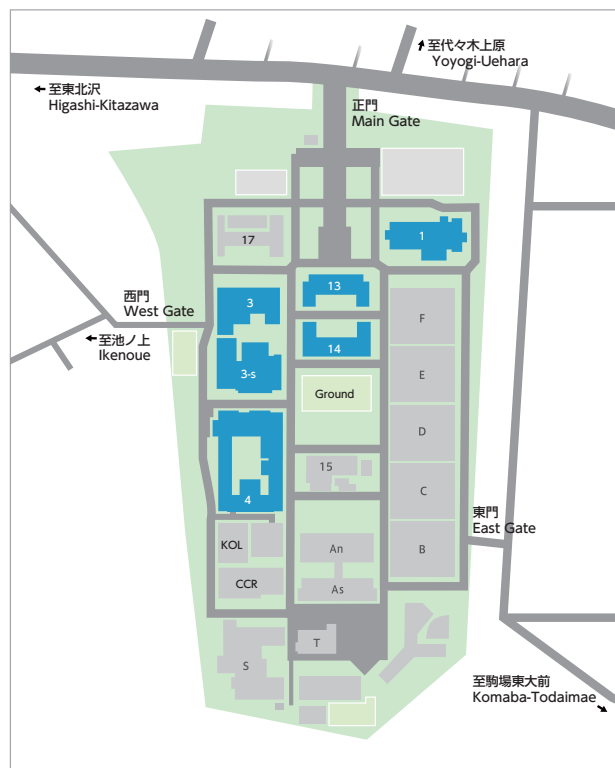 至代々木上原
Yoyogi-Uehara
至東北沢
Higashi-Kitazawa
正門
Main Gate
17
1
西門
West Gate
3
13
F
至池ノ上
Ikenoue
14
3-s
E
Ground
D
15
4
C
東門
East Gate
KOL
An
B
CCR
As
T
S
至駒場東大前
Komaba-Todaimae